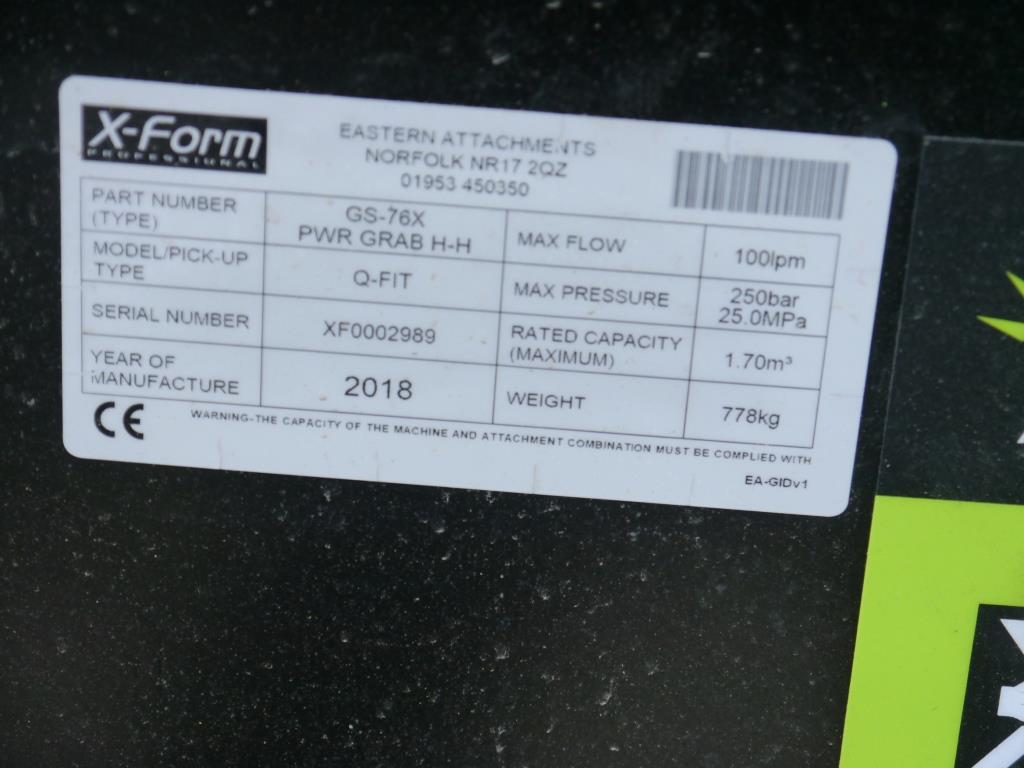 X-FORM
PROFESSIONAL
EASTERN ATTACHMENTS
NORFOLK NR17 2QZ
01953 450350
PART NUMBER
(TYPE)
GS-76X
PWR GRAB H-H
MAX FLOW
100lpm
MODEL/PICK-UP
TYPE
Q-FIT
MAX PRESSURE
250bar
25.0MPa
SERIAL NUMBER
XF0002989
RATED CAPACITY
(MAXIMUM)
1.70m³
YEAR OF
MANUFACTURE
2018
WEIGHT
778kg
CE
WARNING-THE CAPACITY OF THE MACHINE AND ATTACHMENT COMBINATION MUST BE COMPLIED WITH
EA-GIDv1